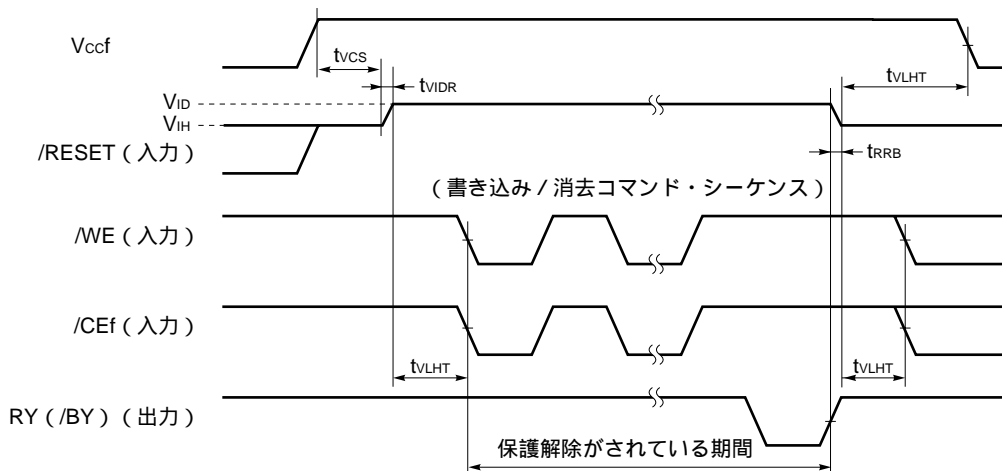 Vccf
tVCS
tVIDR
tVLHT
VID
VIH
/RESET（入力）
tRRB
（書き込み / 消去コマンド・シーケンス）
/WE（入力）
/CEf（入力）
tVLHT
tVLHT
RY（/BY）（出力）
保護解除がされている期間